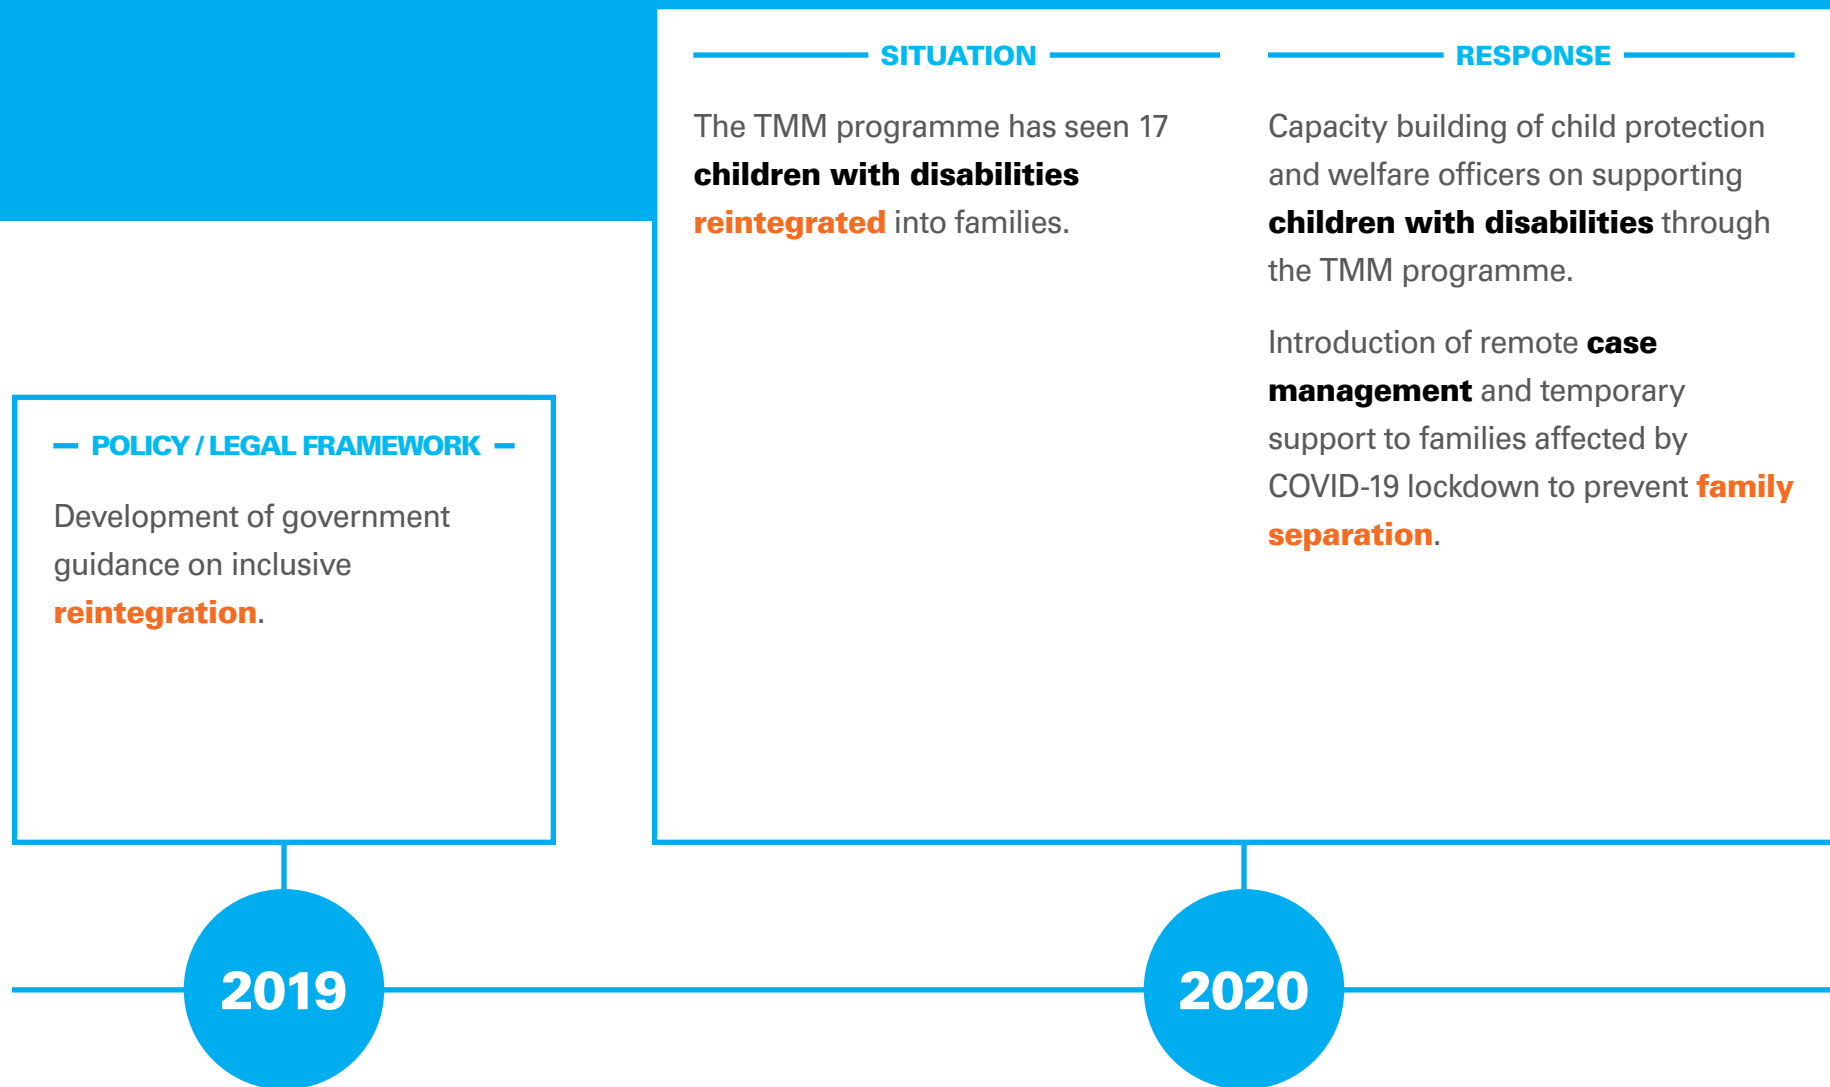 POLICY / LEGAL FRAMEWORK
Development of government
guidance on inclusive
reintegration.
2019
SITUATION
The TMM programme has seen 17
children with disabilities
reintegrated into families.
RESPONSE
Capacity building of child protection
and welfare officers on supporting
children with disabilities through
the TMM programme.
Introduction of remote case
management and temporary
support to families affected by
COVID-19 lockdown to prevent family
separation.
2020